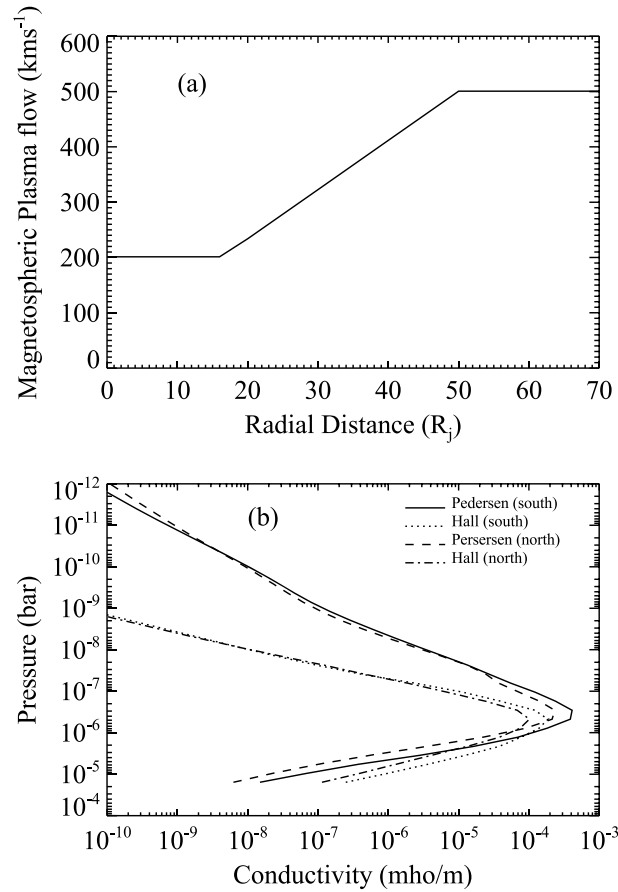 Magnetospheric Plasma flow (kms⁻¹)
600
500
400
300
200
100
0
(a)
0 10 20 30 40 50 60 70
Radial Distance (Rⱼ)
Pressure (bar)
10⁻¹²
10⁻¹¹
10⁻¹⁰
10⁻⁹
10⁻⁸
10⁻⁷
10⁻⁶
10⁻⁵
10⁻⁴
(b)
Pedersen (south)
Hall (south)
Persersen (north)
Hall (north)
10⁻¹⁰ 10⁻⁹ 10⁻⁸ 10⁻⁷ 10⁻⁶ 10⁻⁵ 10⁻⁴ 10⁻³
Conductivity (mho/m)